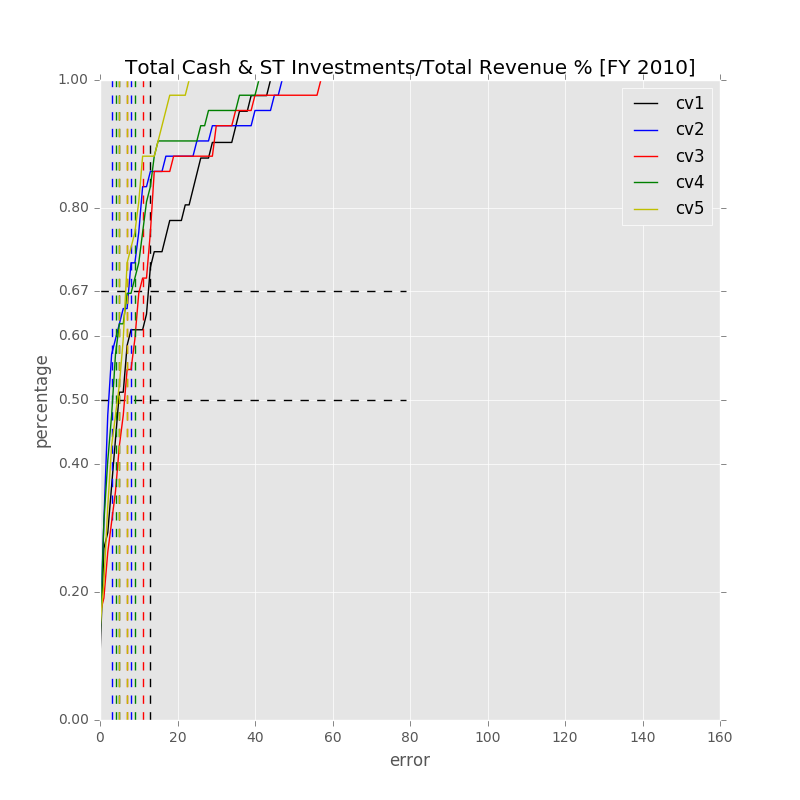 Total Cash & ST Investments/Total Revenue % [FY 2010]
1.00
0.80
0.67
0.60
0.50
0.40
0.20
0.00
percentage
cv1
cv2
cv3
cv4
cv5
0 20 40 60 80 100 120 140 160
error